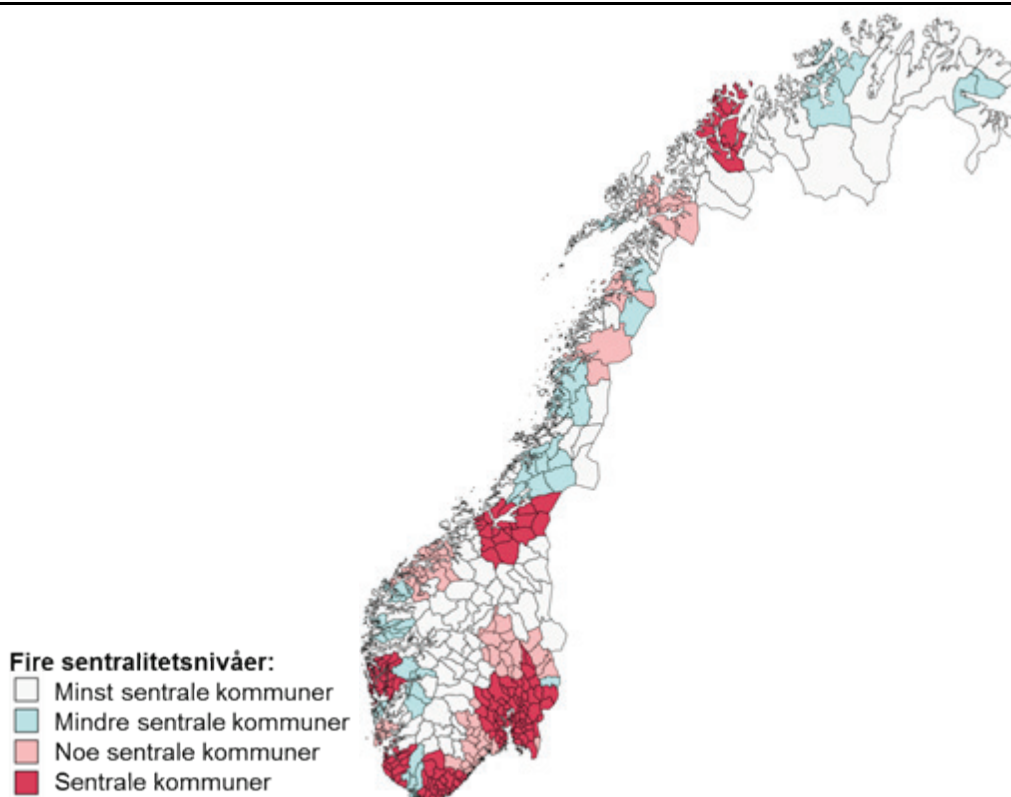 Fire sentralitetsnivåer:
Minst sentrale kommuner
Mindre sentrale kommuner
Noe sentrale kommuner
Sentrale kommuner